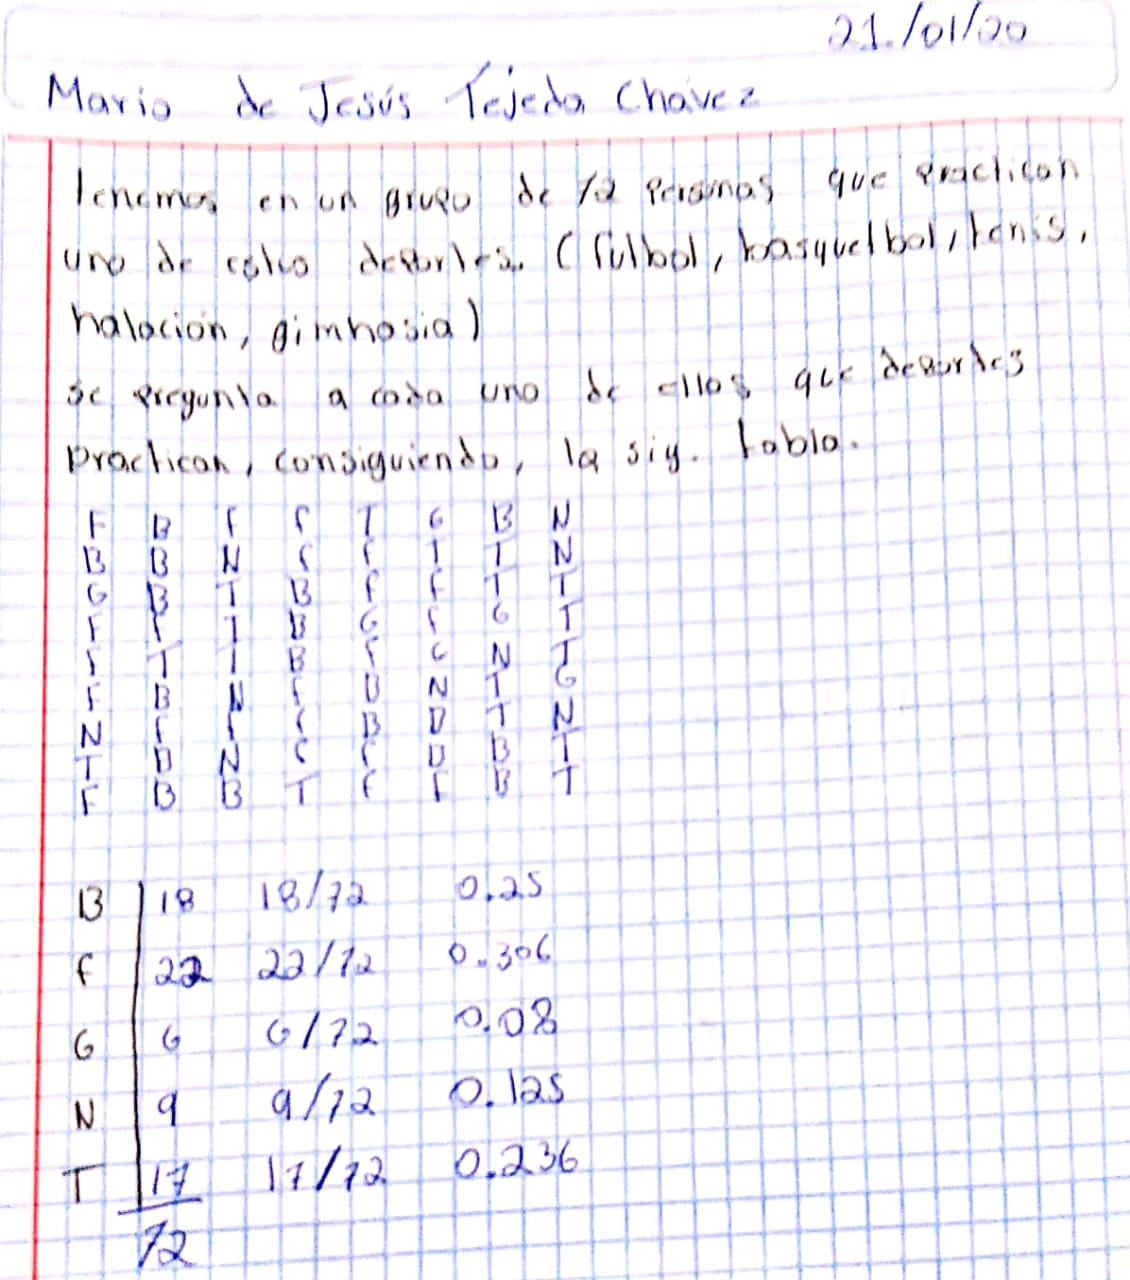 21/01/20
Mario de Jesús Tejeda Chavez
Tenemos en un grupo de 72 personas que practican
uno de estos deportes. (futbol, basquetbol, tenis,
natación, gimnasia)
se pregunta a cada uno de ellos que deportes
practican, consiguiendo, la sig. tabla.
F B F F T G B N
B B N F F T T N
G B T B F F T T
F F T B G F G T
F T T B F G N T
F B N F B N T G
N F F F B B T N
T B N F F B B T
F B B T F F B T
B 18 18/72 0.25
F 22 22/72 0.306
G 6 6/72 0.08
N 9 9/72 0.125
T 17 17/72 0.236
72